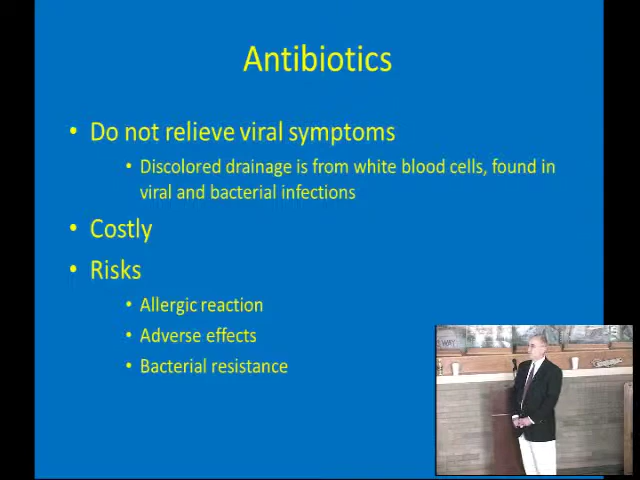 Antibiotics
• Do not relieve viral symptoms
• Discolored drainage is from white blood cells, found in
viral and bacterial infections
• Costly
• Risks
• Allergic reaction
• Adverse effects
• Bacterial resistance